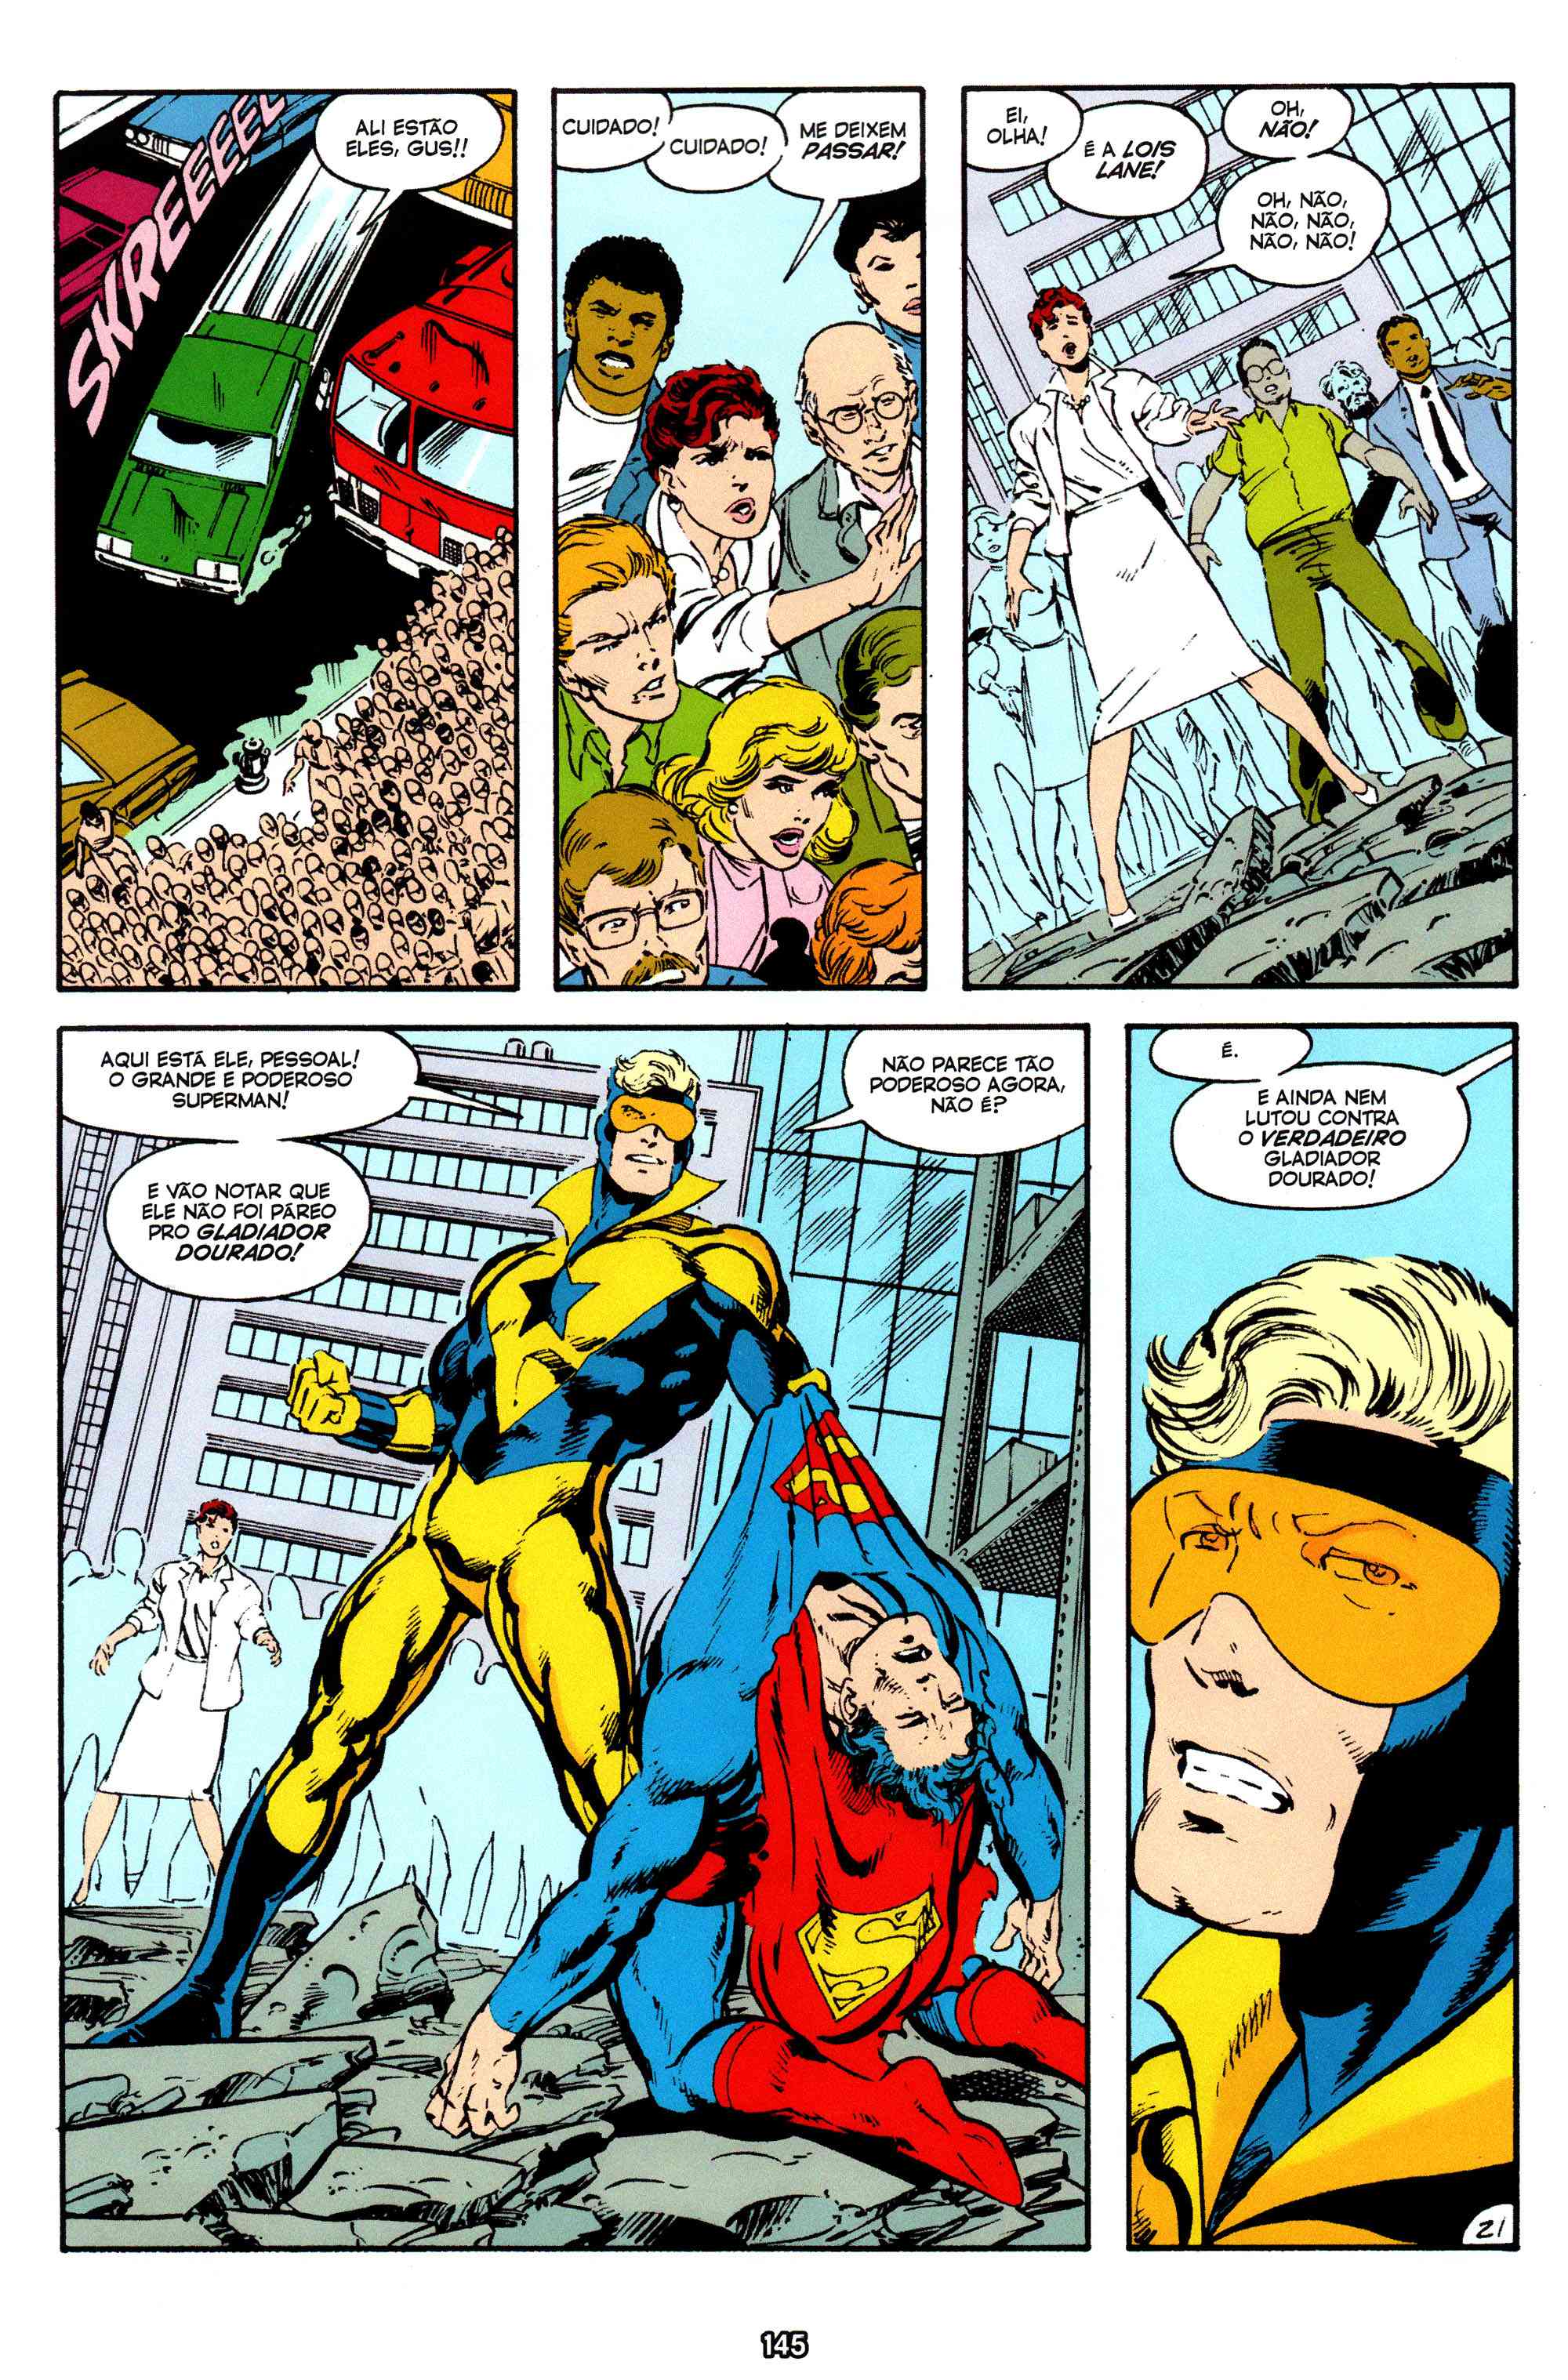 SKREEEEEE
ALI ESTÃO
ELES, GUS!!
CUIDADO!
CUIDADO!
ME DEIXEM
PASSAR!
EI,
OLHA!
É A LOIS
LANE!
OH,
NÃO!
OH, NÃO,
NÃO, NÃO,
NÃO, NÃO!
AQUI ESTÁ ELE, PESSOAL!
O GRANDE E PODEROSO
SUPERMAN!
E VÃO NOTAR QUE
ELE NÃO FOI PÁREO
PRO GLADIADOR
DOURADO!
NÃO PARECE TÃO
PODEROSO AGORA,
NÃO É?
É.
E AINDA NEM
LUTOU CONTRA
O VERDADEIRO
GLADIADOR
DOURADO!
21
145